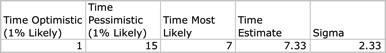 Time Optimistic (1% Likely)
Time Pessimistic (1% Likely)
Time Most Likely
Time Estimate
Sigma
1
15
7
7.33
2.33